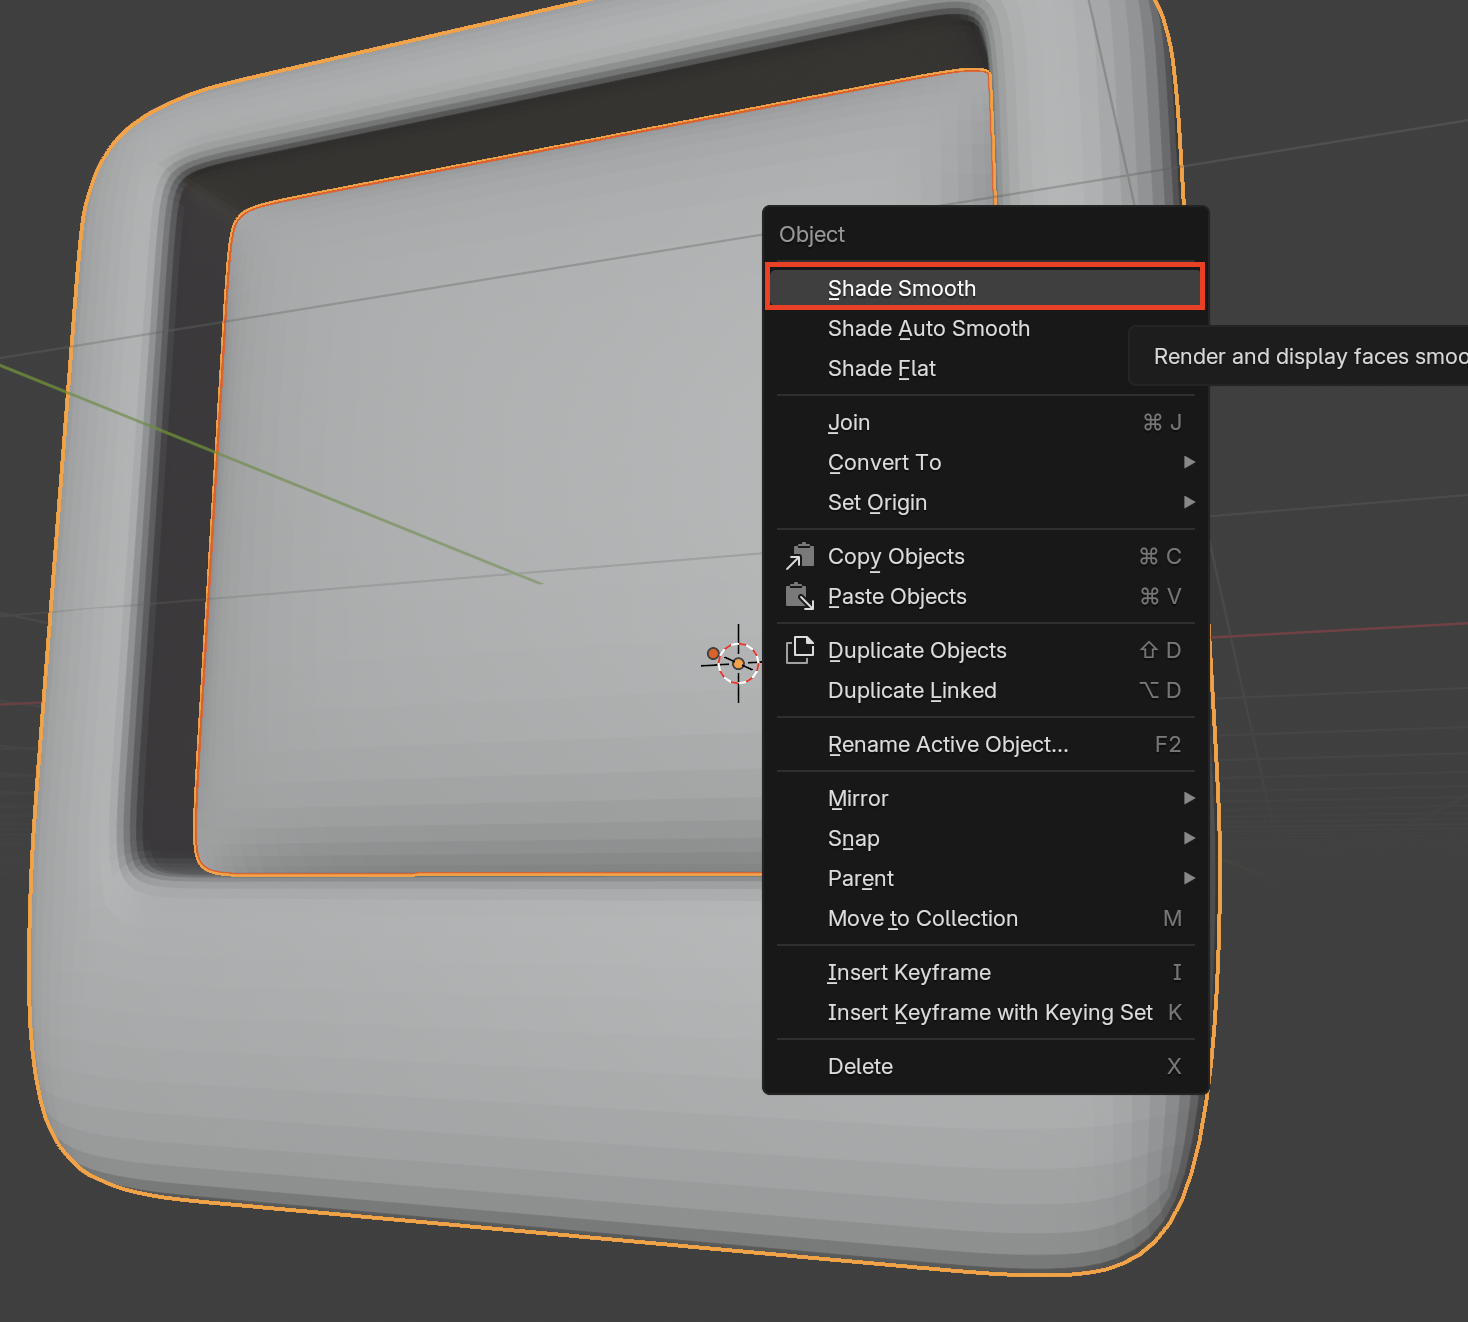 Object
Shade Smooth
Shade Auto Smooth
Render and display faces smoo
Shade Flat
Join ⌘ J
Convert To
Set Origin
Copy Objects ⌘ C
Paste Objects ⌘ V
Duplicate Objects ⇧ D
Duplicate Linked ⌥ D
Rename Active Object... F2
Mirror
Snap
Parent
Move to Collection M
Insert Keyframe I
Insert Keyframe with Keying Set K
Delete X